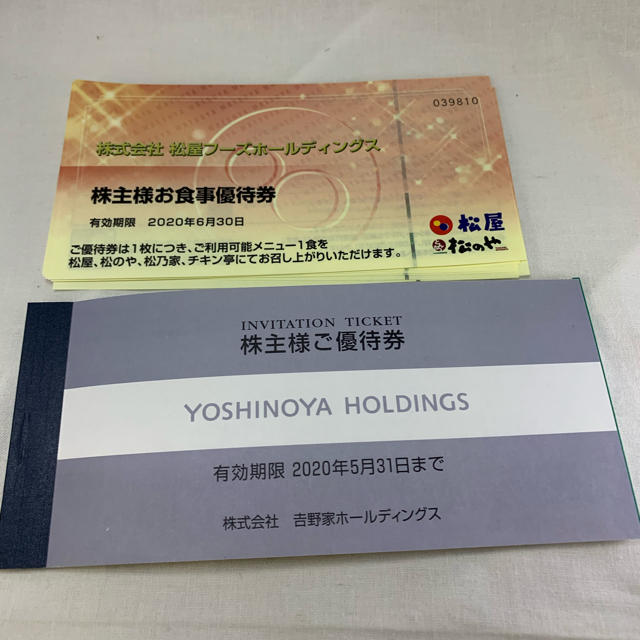 039810
株式会社 松屋フーズホールディングス
株主様お食事優待券
有効期限 2020年6月30日
松屋
松のや
ご優待券は1枚につき、ご利用可能メニュー1食を
松屋、松のや、松乃家、チキン亭にてお召し上がりいただけます。
INVITATION TICKET
株主様ご優待券
YOSHINOYA HOLDINGS
有効期限 2020年5月31日まで
株式会社 𠮷野家ホールディングス